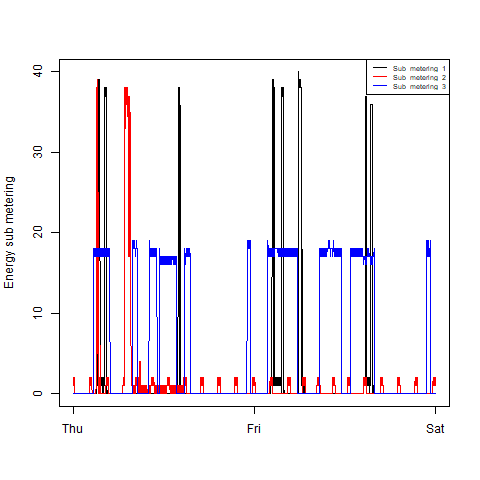 Sub_metering_1
Sub_metering_2
Sub_metering_3
Energy sub metering
40
30
20
10
0
Thu Fri Sat